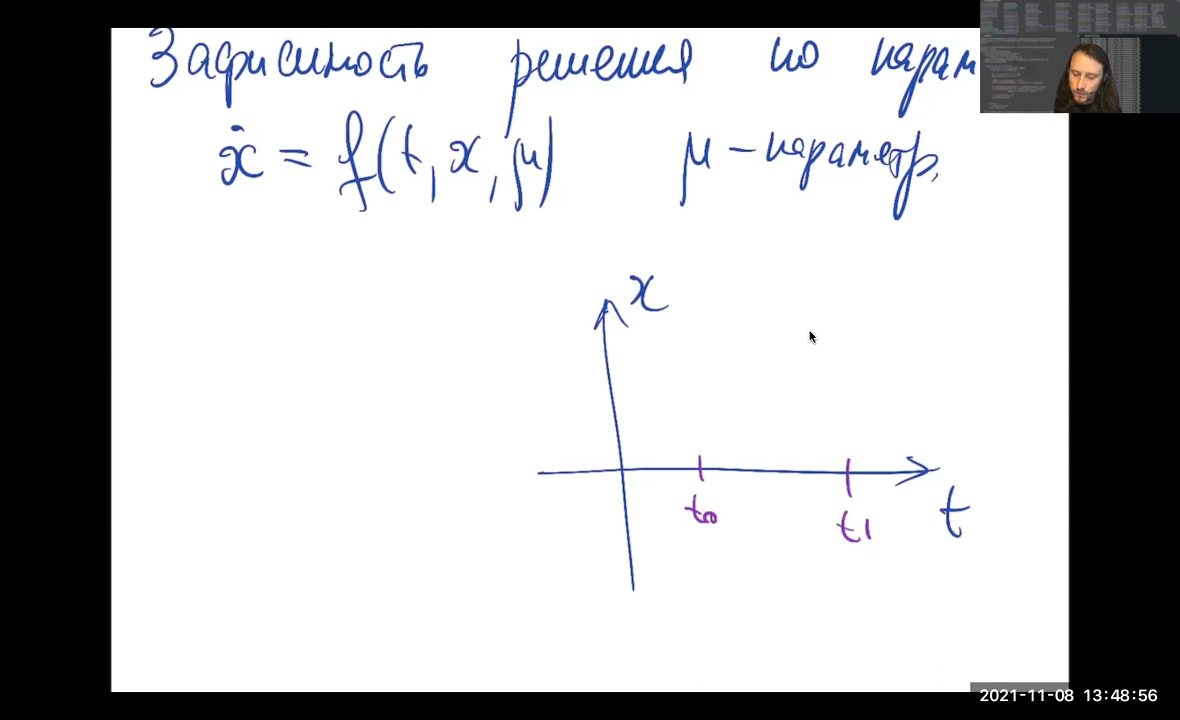 Зависимость решения по парам
ẋ = f(t, x, μ) μ – параметр,
x
t0 t1 t
2021-11-08 13:48:56